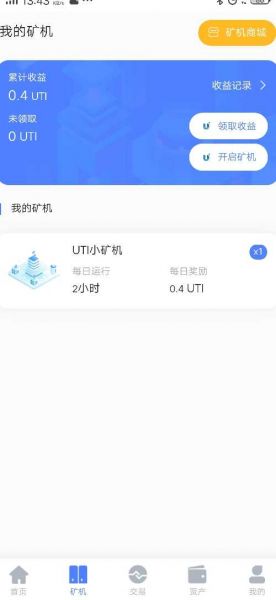 13:43
我的矿机
矿机商城
累计收益
0.4 UTI
收益记录
未领取
0 UTI
领取收益
开启矿机
我的矿机
UTI小矿机
x1
每日运行
每日奖励
2小时
0.4 UTI
首页
矿机
交易
资产
我的